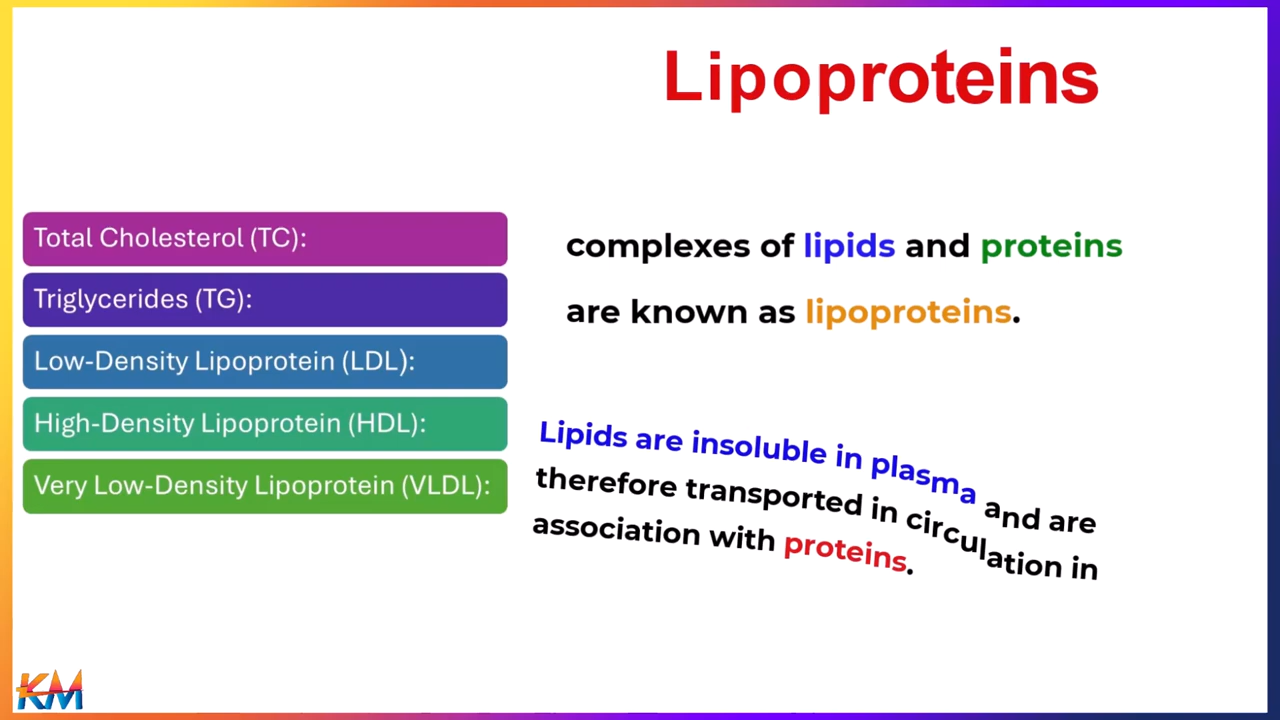 Lipoproteins
Total Cholesterol (TC):
Triglycerides (TG):
Low-Density Lipoprotein (LDL):
High-Density Lipoprotein (HDL):
Very Low-Density Lipoprotein (VLDL):
complexes of lipids and proteins
are known as lipoproteins.
Lipids are insoluble in plasma and are
therefore transported in circulation in
association with proteins.
KM